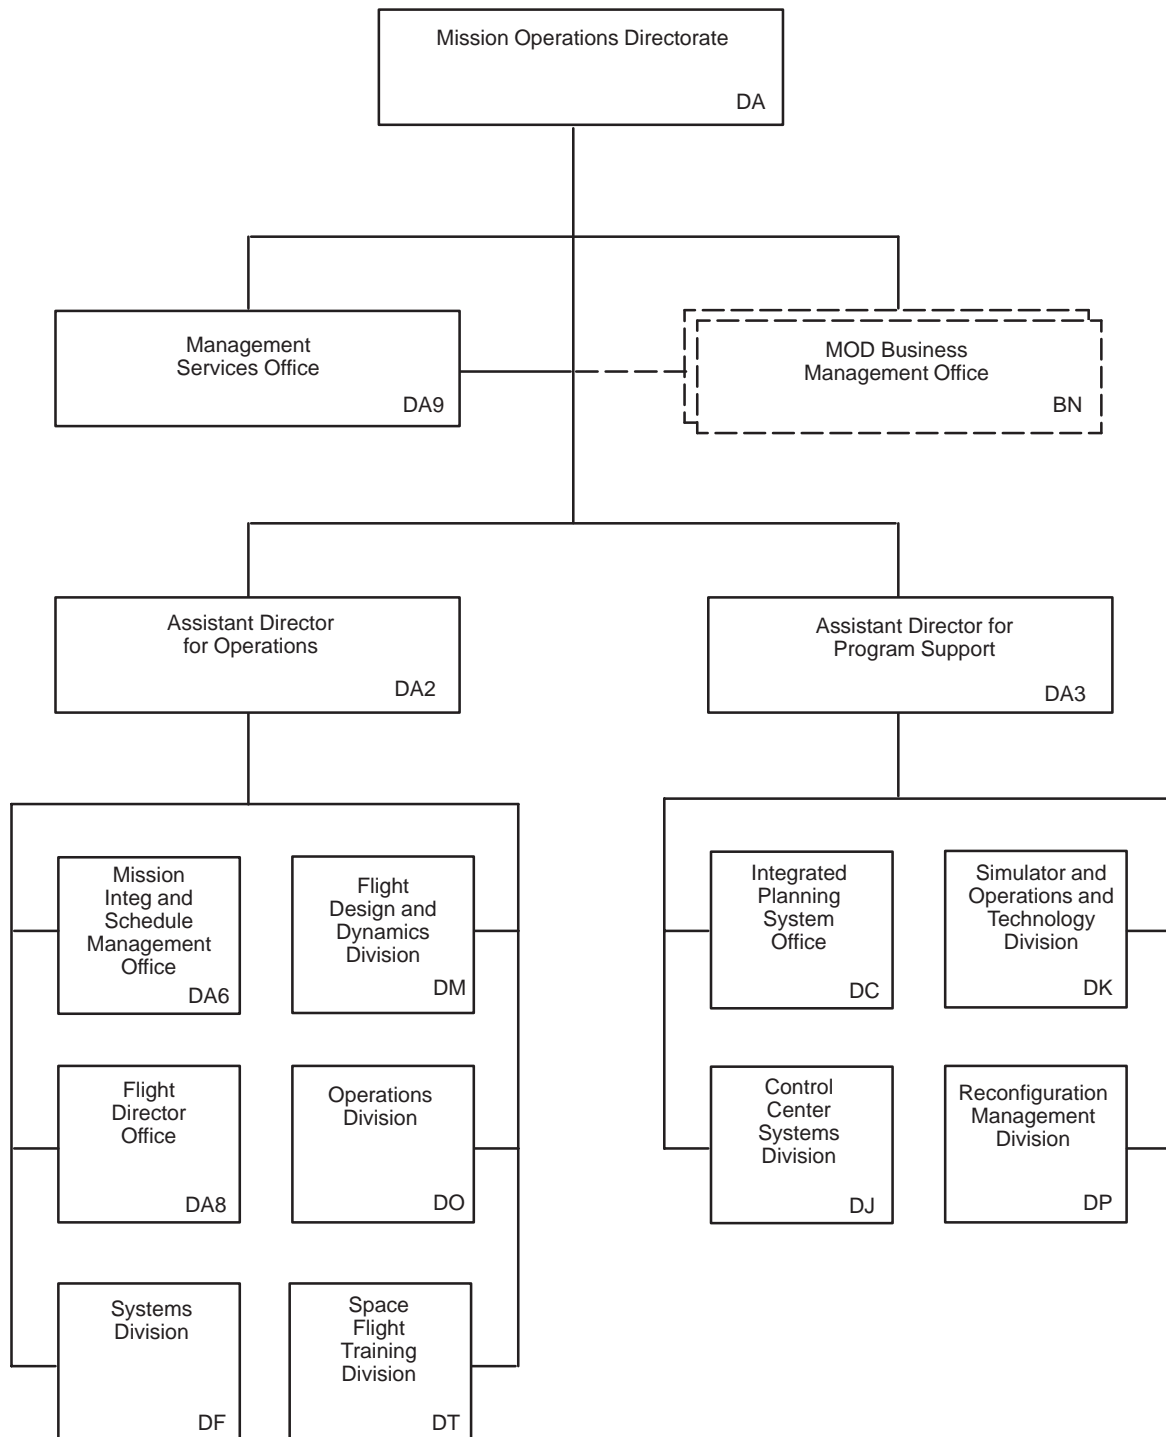 Mission Operations Directorate
DA
Management
Services Office
DA9
MOD Business
Management Office
BN
Assistant Director
for Operations
DA2
Assistant Director for
Program Support
DA3
Mission
Integ and
Schedule
Management
Office
DA6
Flight
Design and
Dynamics
Division
DM
Integrated
Planning
System
Office
DC
Simulator and
Operations and
Technology
Division
DK
Flight
Director
Office
DA8
Operations
Division
DO
Control
Center
Systems
Division
DJ
Reconfiguration
Management
Division
DP
Systems
Division
DF
Space
Flight
Training
Division
DT